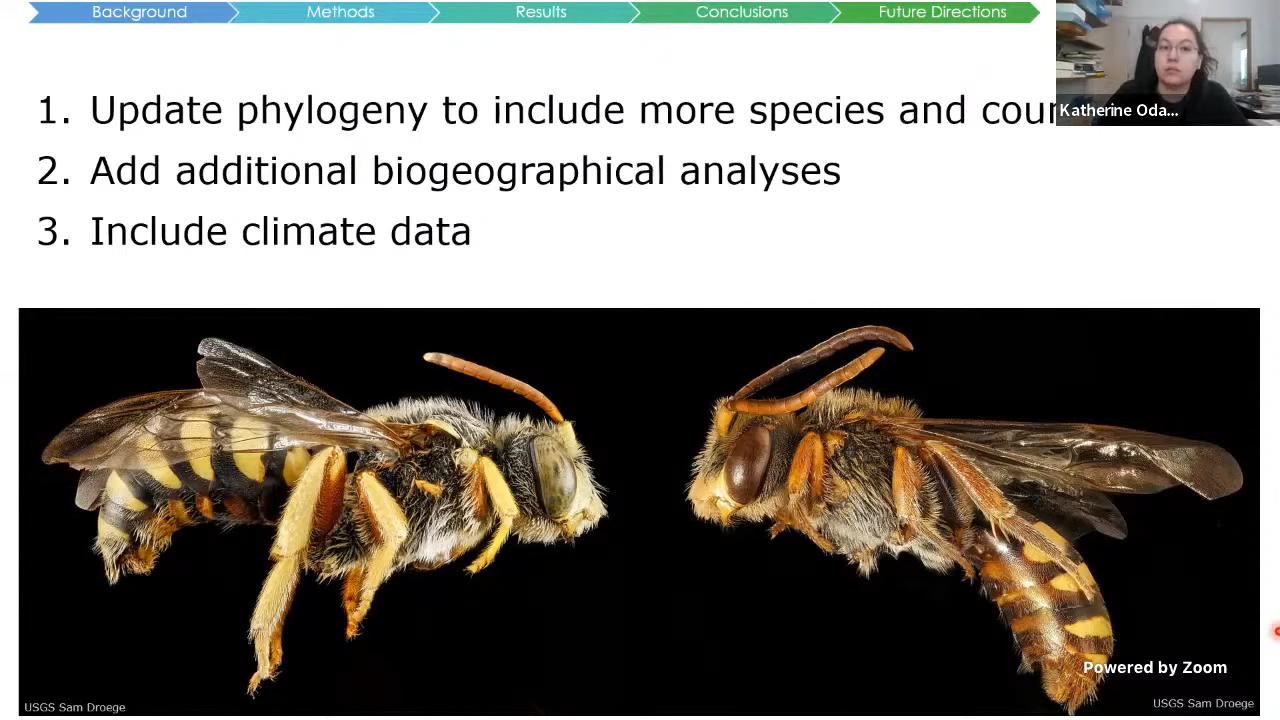 Background Methods Results Conclusions Future Directions
Katherine Oda...
1. Update phylogeny to include more species and
2. Add additional biogeographical analyses
3. Include climate data
Powered by Zoom
USGS Sam Droege
USGS Sam Droege